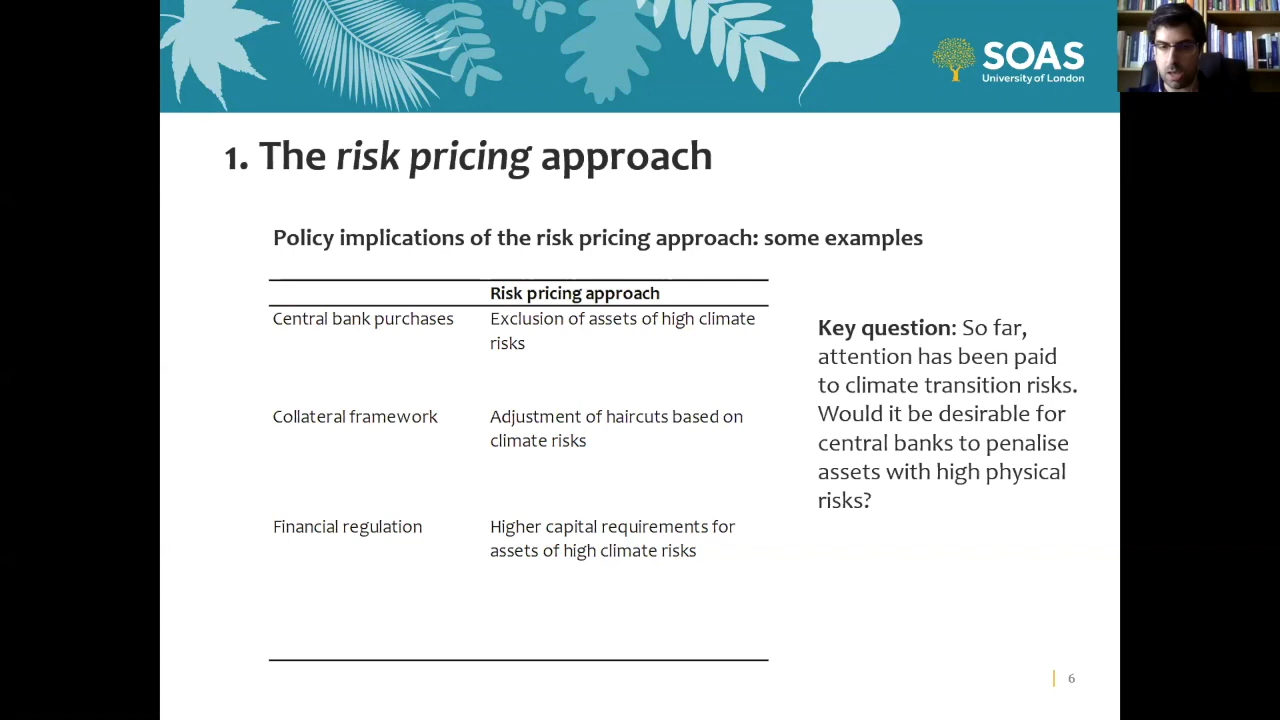 SOAS
University of London
1. The risk pricing approach
Policy implications of the risk pricing approach: some examples
Risk pricing approach
Central bank purchases
Exclusion of assets of high climate
risks
Collateral framework
Adjustment of haircuts based on
climate risks
Financial regulation
Higher capital requirements for
assets of high climate risks
Key question: So far,
attention has been paid
to climate transition risks.
Would it be desirable for
central banks to penalise
assets with high physical
risks?
6